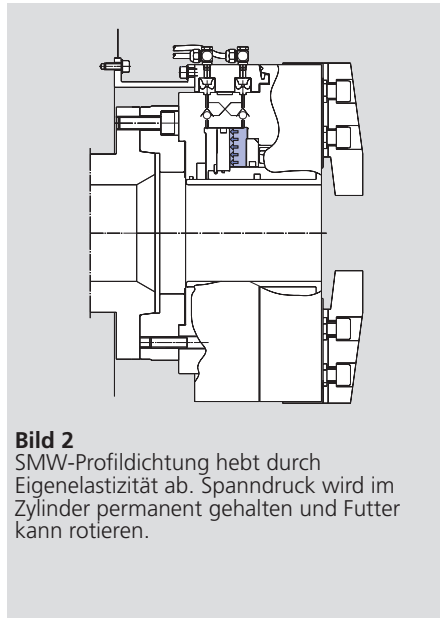 Bild 2
SMW-Profildichtung hebt durch
Eigenelastizität ab. Spanndruck wird im
Zylinder permanent gehalten und Futter
kann rotieren.